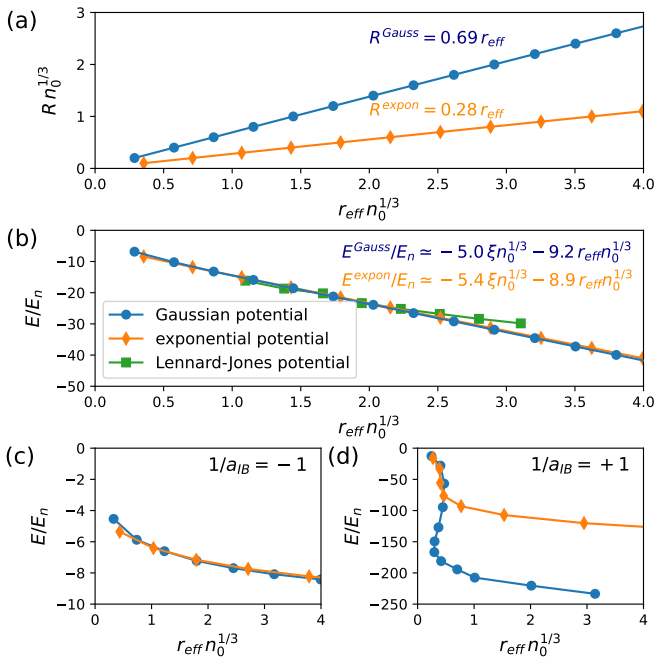 (a)
3
2
1
0
R n_0^{1/3}
R^{Gauss} = 0.69 r_{eff}
R^{expon} = 0.28 r_{eff}
0.0 0.5 1.0 1.5 2.0 2.5 3.0 3.5 4.0
r_{eff} n_0^{1/3}
(b)
0
−10
−20
−30
−40
−50
E/E_n
E^{Gauss}/E_n ≃ − 5.0 ξn_0^{1/3} − 9.2 r_{eff}n_0^{1/3}
E^{expon}/E_n ≃ − 5.4 ξn_0^{1/3} − 8.9 r_{eff}n_0^{1/3}
Gaussian potential
exponential potential
Lennard-Jones potential
0.0 0.5 1.0 1.5 2.0 2.5 3.0 3.5 4.0
r_{eff} n_0^{1/3}
(c)
0
−2
−4
−6
−8
−10
E/E_n
1/a_{IB} = − 1
0 1 2 3 4
r_{eff} n_0^{1/3}
(d)
0
−50
−100
−150
−200
−250
E/E_n
1/a_{IB} = + 1
0 1 2 3 4
r_{eff} n_0^{1/3}